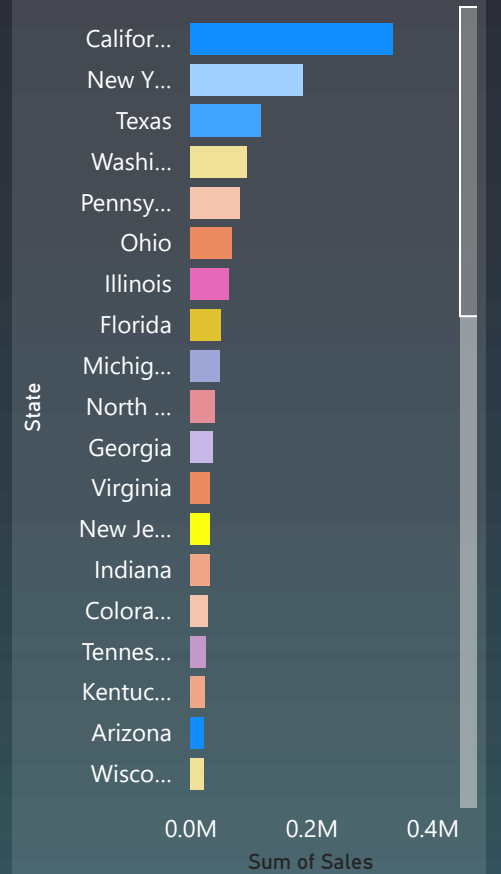 Califor...
New Y...
Texas
Washi...
Pennsy...
Ohio
Illinois
Florida
Michig...
North ...
Georgia
Virginia
New Je...
Indiana
Colora...
Tennes...
Kentuc...
Arizona
Wisco...
State
0.0M 0.2M 0.4M
Sum of Sales